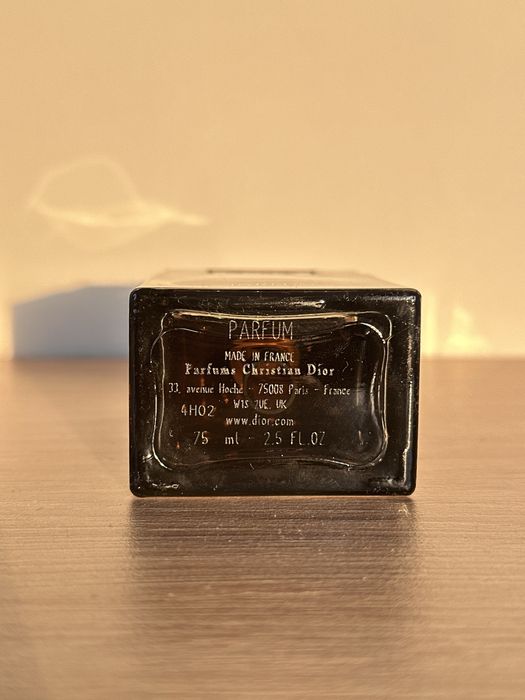 PARFUM
MADE IN FRANCE
Parfums Christian Dior
33, avenue Hoche - 75008 Paris - France
W1S 2UE, UK
4H02
www.dior.com
75 ml - 2.5 FL.OZ